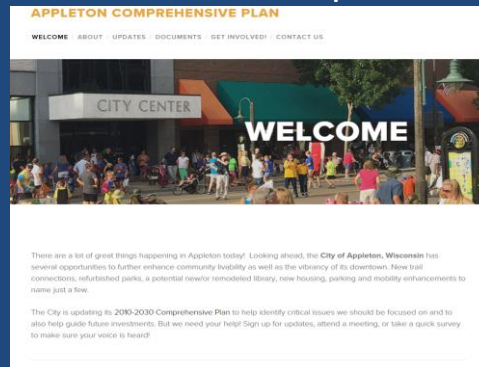 APPLETON COMPREHENSIVE PLAN
WELCOME / ABOUT / UPDATES / DOCUMENTS / GET INVOLVED! / CONTACT US
CITY CENTER
WELCOME
There are a lot of great things happening in Appleton today! Looking ahead, the City of Appleton, Wisconsin has
several opportunities to further enhance community livability as well as the vibrancy of its downtown. New trail
connections, refurbished parks, a potential new/or remodeled library, new housing, parking and mobility enhancements to
name just a few.
The City is updating its 2010-2030 Comprehensive Plan to help identify critical issues we should be focused on and to
also help guide future investments. But we need your help! Sign up for updates, attend a meeting, or take a quick survey
to make sure your voice is heard!